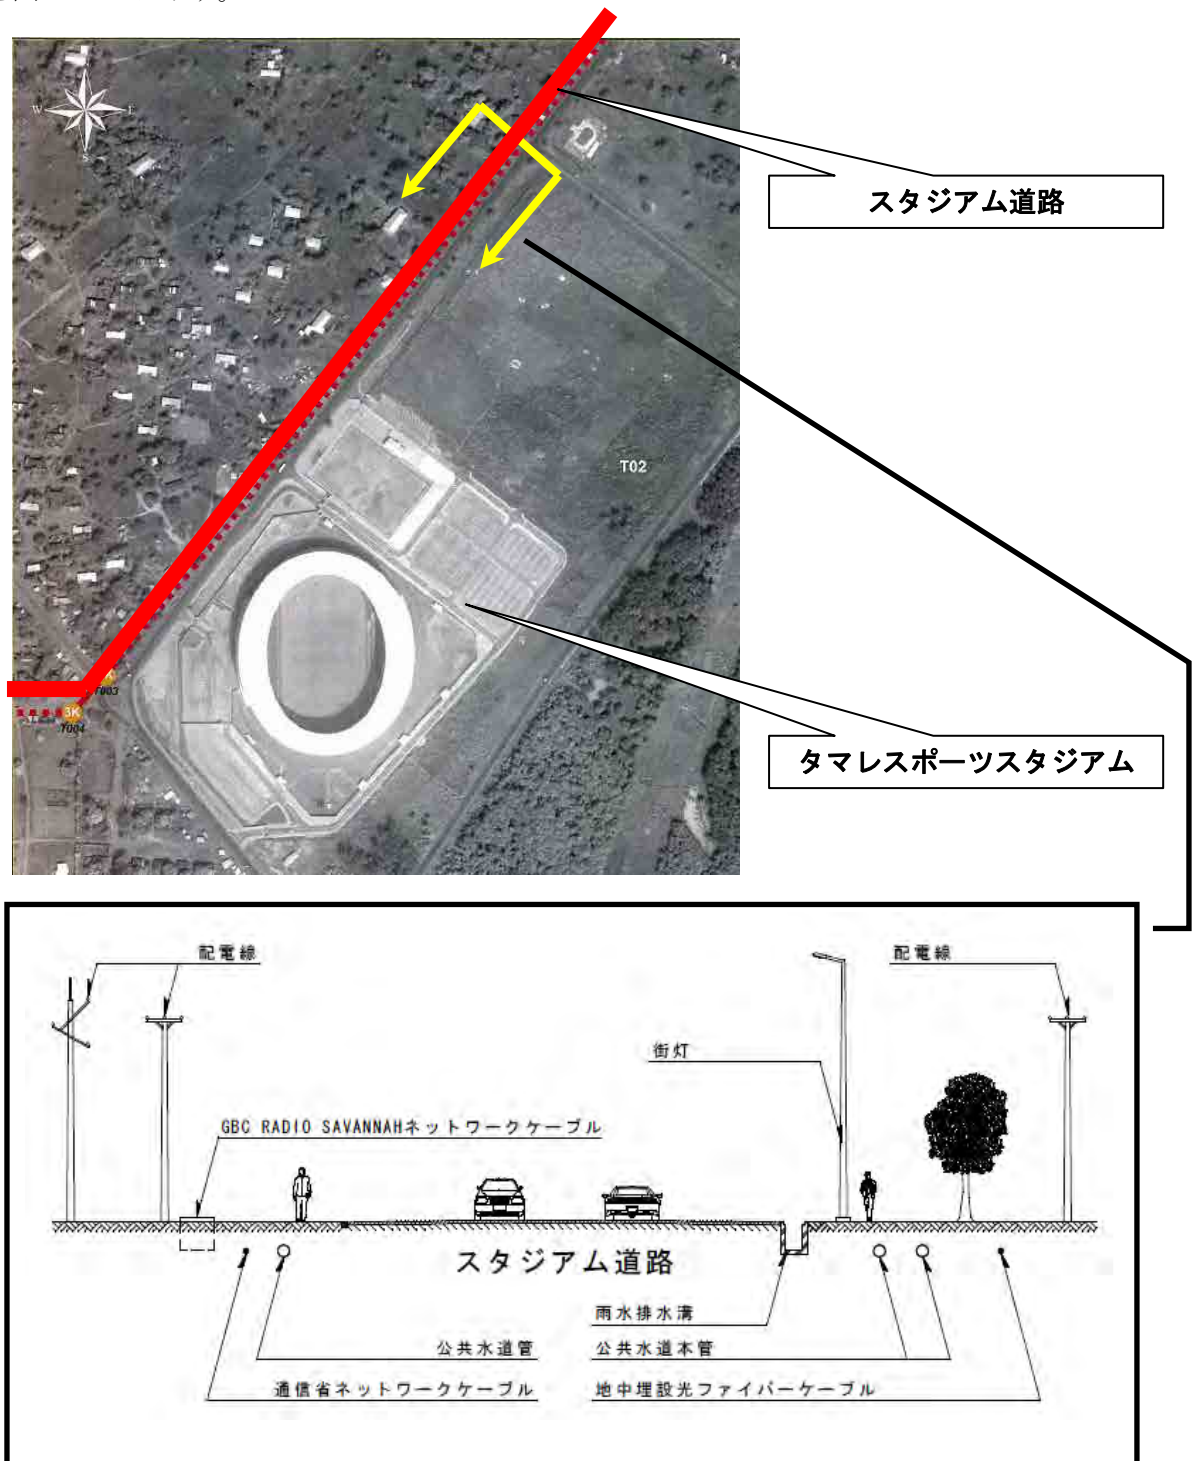 W
E
S
スタジアム道路
T02
T003
3K
T004
タマレスポーツスタジアム
配電線
配電線
街灯
GBC RADIO SAVANNAHネットワークケーブル
スタジアム道路
雨水排水溝
公共水道管
公共水道本管
通信省ネットワークケーブル
地中埋設光ファイバーケーブル